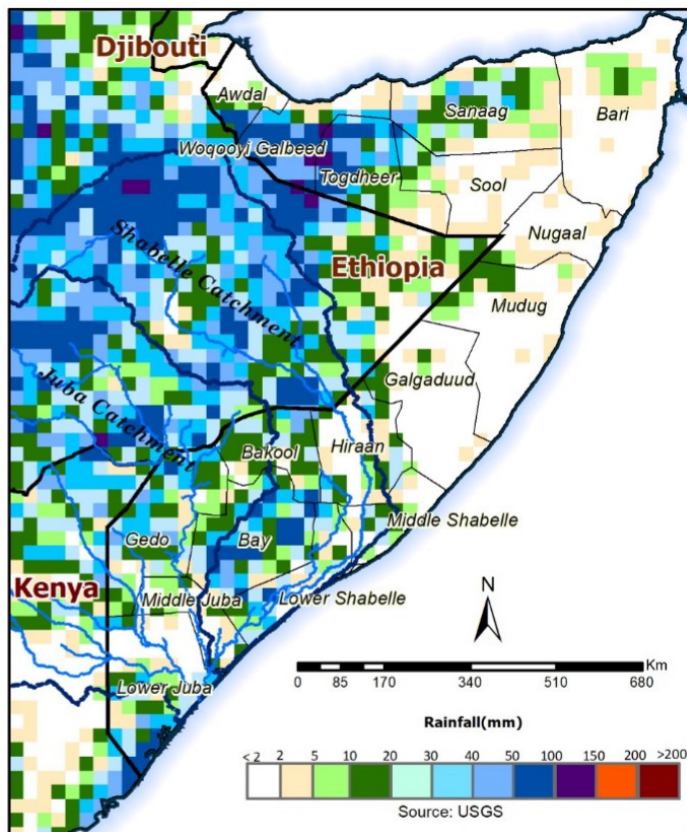 Djibouti
Awdal
Sanaag
Bari
Woqooyi Galbeed
Togdheer
Sool
Nugaal
Shabelle Catchment
Ethiopia
Mudug
Galgaduud
Juba Catchment
Hiraan
Bakool
Middle Shabelle
Gedo
Bay
Kenya
Middle Juba
Lower Shabelle
N
Lower Juba
Km
0 85 170 340 510 680
Rainfall(mm)
< 2 2 5 10 20 30 40 50 100 150 200 >200
Source: USGS